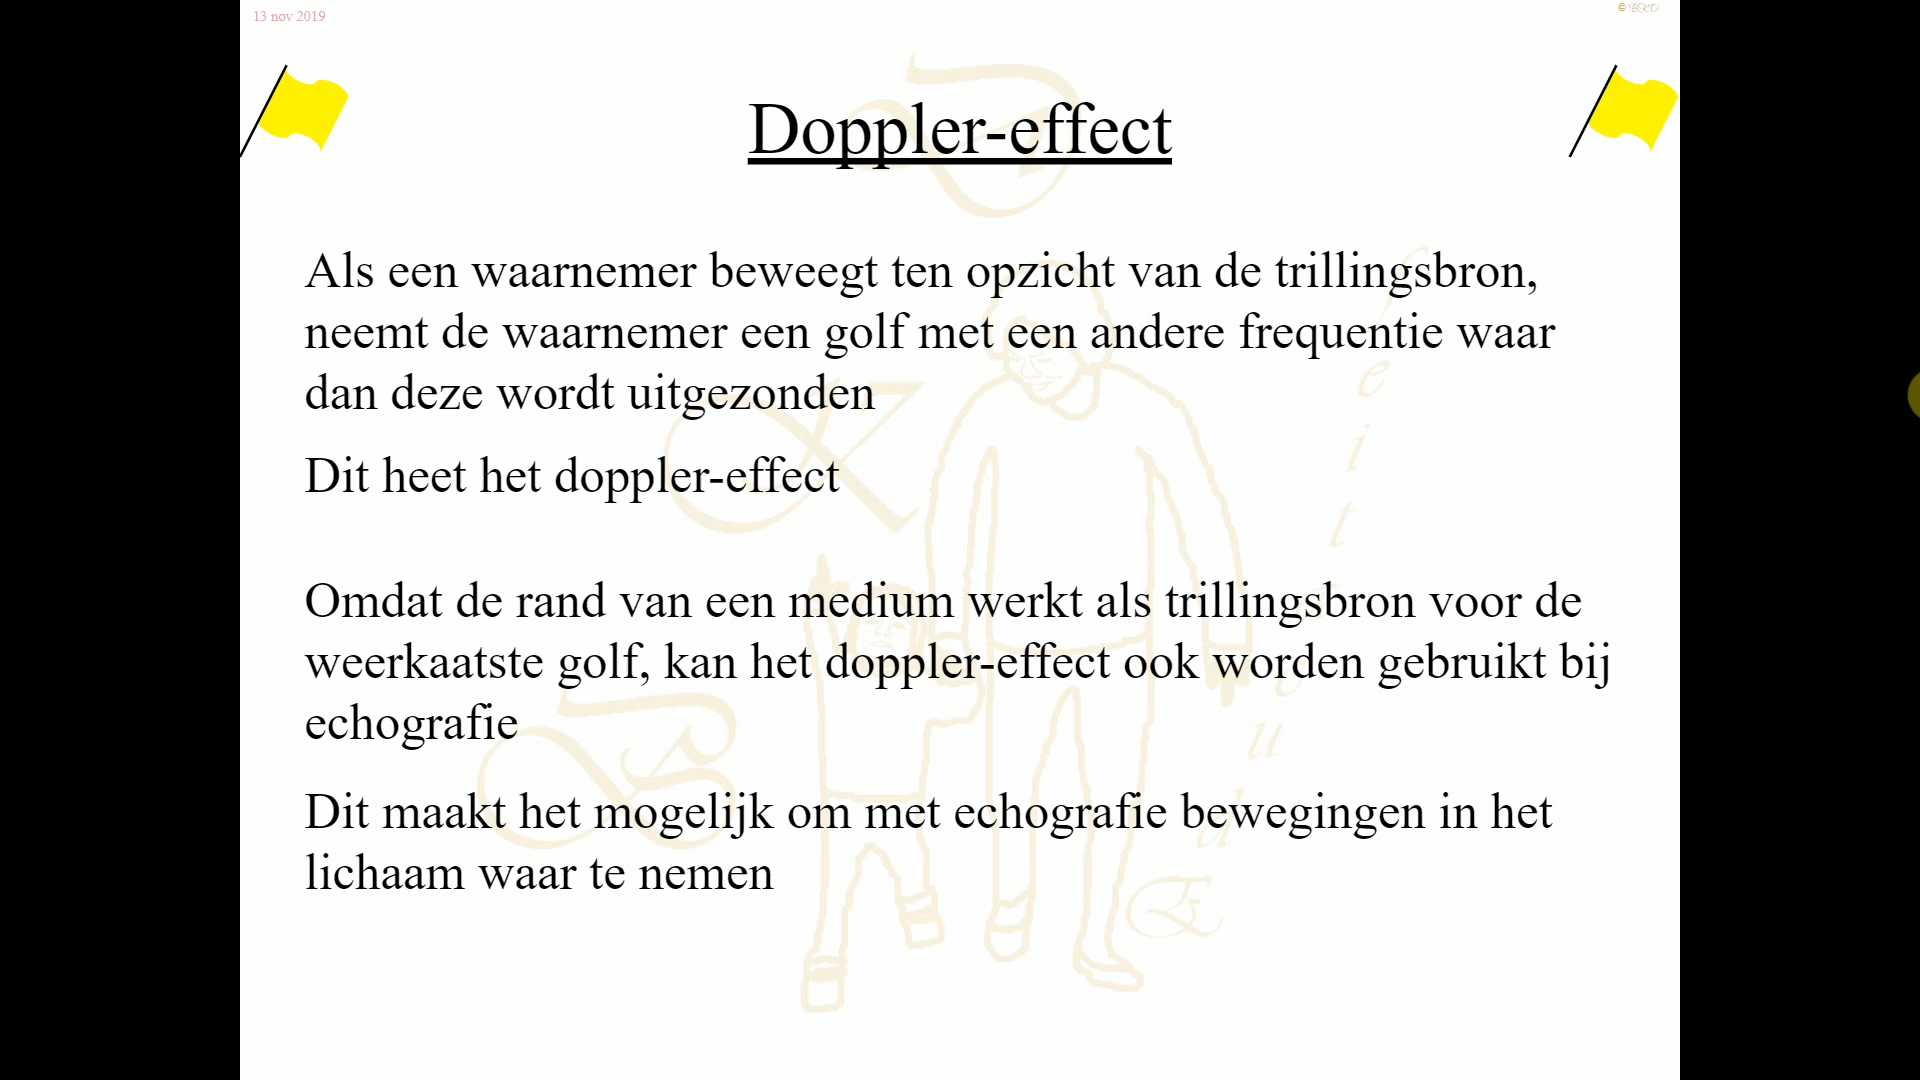 13 nov 2019
© BKD
Doppler-effect
Als een waarnemer beweegt ten opzicht van de trillingsbron,
neemt de waarnemer een golf met een andere frequentie waar
dan deze wordt uitgezonden
Dit heet het doppler-effect
Omdat de rand van een medium werkt als trillingsbron voor de
weerkaatste golf, kan het doppler-effect ook worden gebruikt bij
echografie
Dit maakt het mogelijk om met echografie bewegingen in het
lichaam waar te nemen